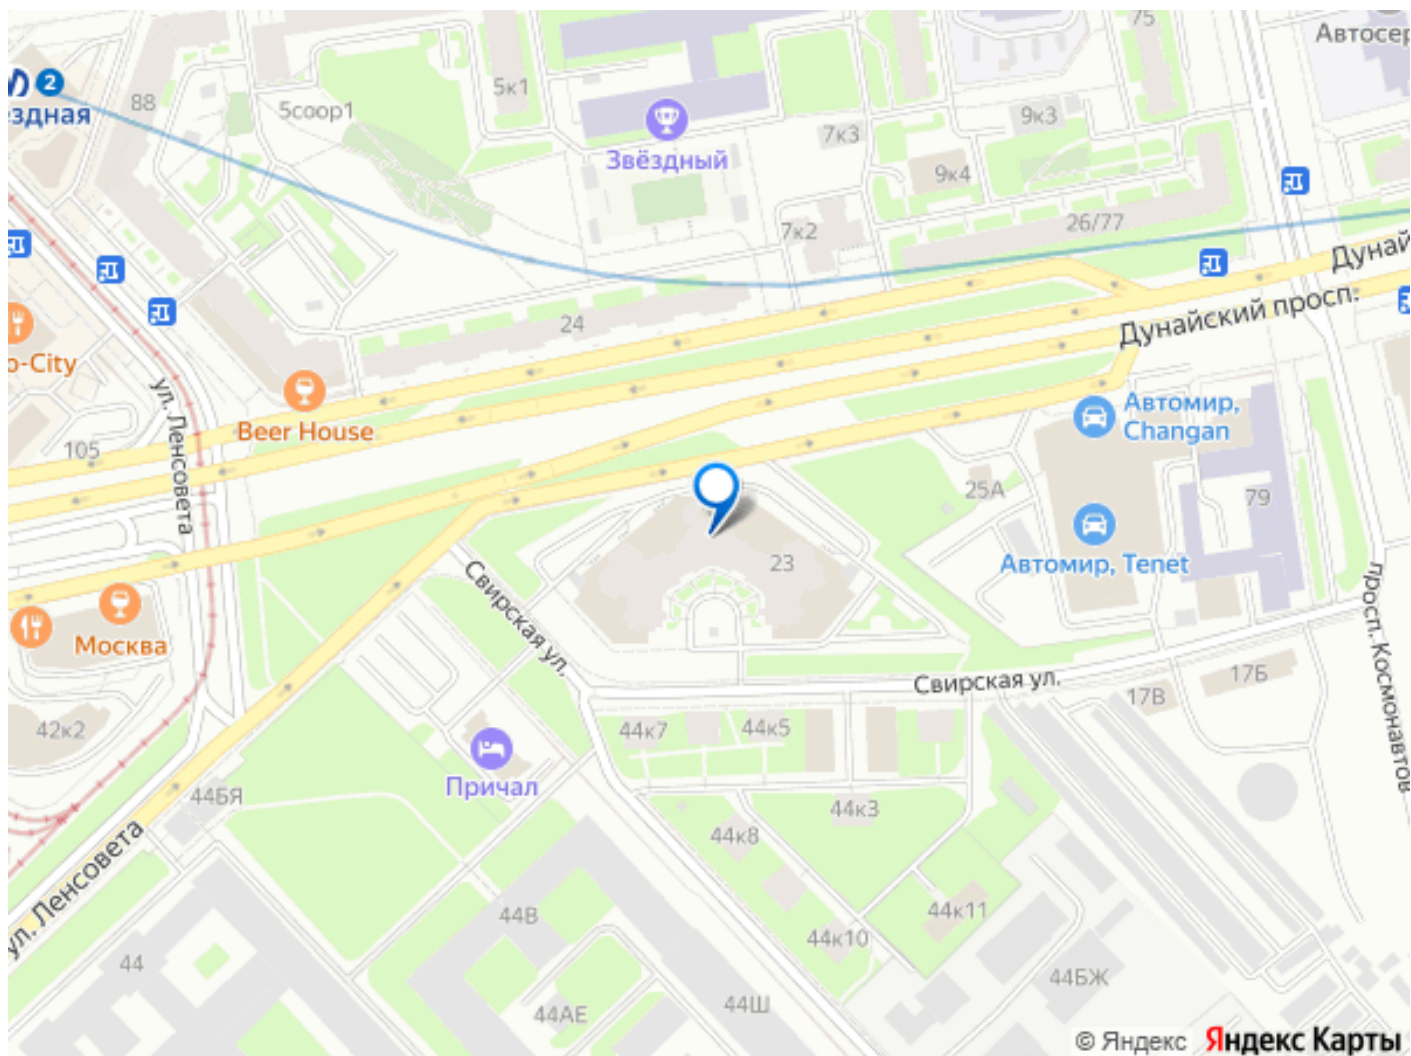 75
Автосер
2
ездная
88
5соор1
5к1
Звёздный
7к3
9к3
9к4
7к2
26/77
Дунай
Дунайский просп.
24
o-City
ул. Ленсовета
Beer House
105
Автомир,
Changan
25А
79
23
Автомир, Tenet
Москва
Свирская ул.
просп. Космонавтов
42к2
Свирская ул.
17Б
17В
44к7
44к5
Причал
44БЯ
44к3
44к8
ул. Ленсовета
44В
44к11
44к10
44
44БЖ
44АЕ
44Ш
© Яндекс Яндекс Карты